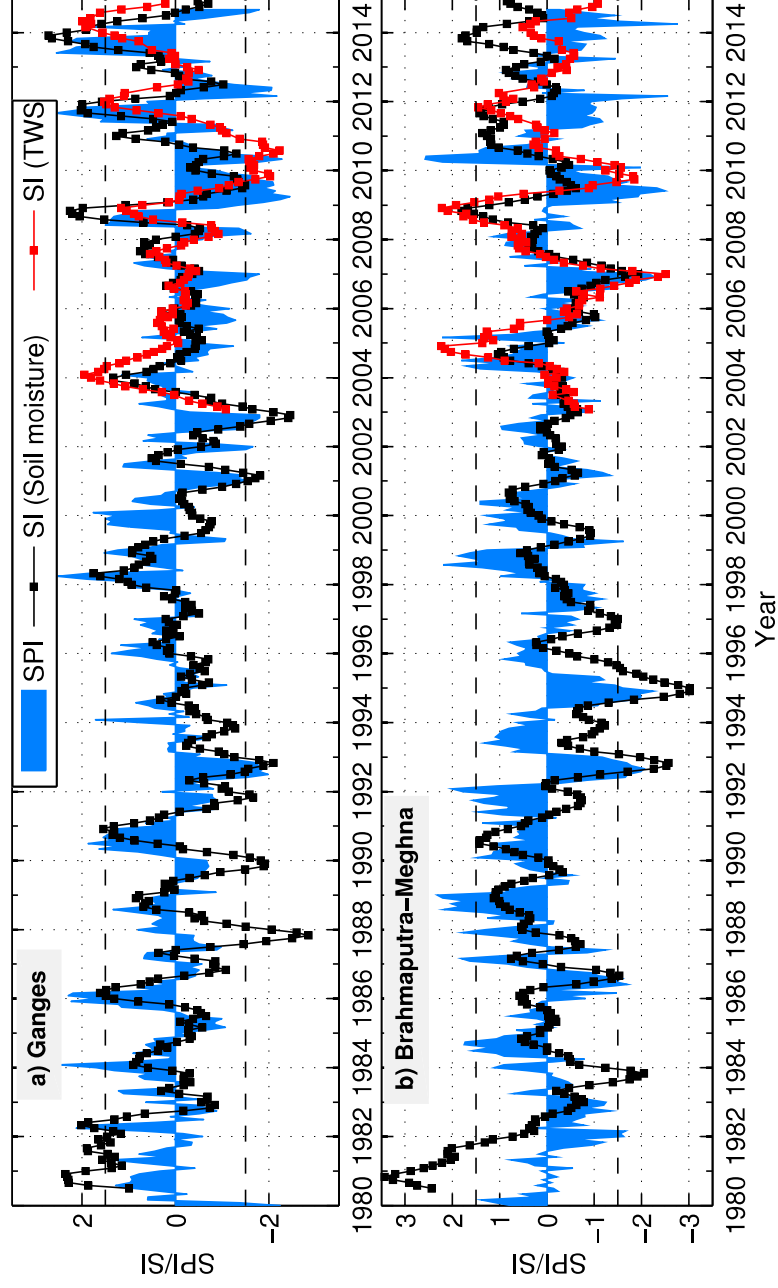 SPI SI (Soil moisture) SI (TWS
a) Ganges
SPI/SI
2
0
-2
1980 1982 1984 1986 1988 1990 1992 1994 1996 1998 2000 2002 2004 2006 2008 2010 2012 2014
b) Brahmaputra-Meghna
SPI/SI
3
2
1
0
-1
-2
-3
1980 1982 1984 1986 1988 1990 1992 1994 1996 1998 2000 2002 2004 2006 2008 2010 2012 2014
Year